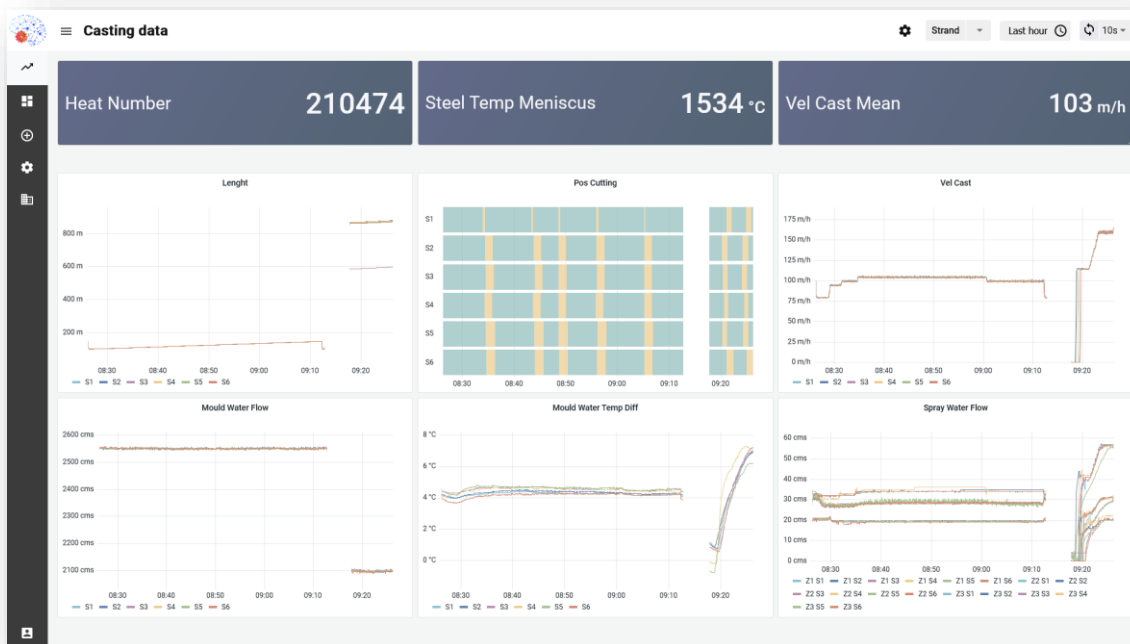 Casting data
Strand
Last hour
10s
Heat Number 210474
Steel Temp Meniscus 1534 °C
Vel Cast Mean 103 m/h
Lenght
800 m
600 m
400 m
200 m
08:30 08:40 08:50 09:00 09:10 09:20
S1 S2 S3 S4 S5 S6
Pos Cutting
S1
S2
S3
S4
S5
S6
08:30 08:40 08:50 09:00 09:10 09:20
Vel Cast
175 m/h
150 m/h
125 m/h
100 m/h
75 m/h
50 m/h
25 m/h
0 m/h
08:30 08:40 08:50 09:00 09:10 09:20
S1 S2 S3 S4 S5 S6
Mould Water Flow
2600 cms
2500 cms
2400 cms
2300 cms
2200 cms
2100 cms
08:30 08:40 08:50 09:00 09:10 09:20
S1 S2 S3 S4 S5 S6
Mould Water Temp Diff
8 °C
6 °C
4 °C
2 °C
0 °C
08:30 08:40 08:50 09:00 09:10 09:20
S1 S2 S3 S4 S5 S6
Spray Water Flow
60 cms
50 cms
40 cms
30 cms
20 cms
10 cms
0 cms
08:30 08:40 08:50 09:00 09:10 09:20
Z1 S1 Z1 S2 Z1 S3 Z1 S4 Z1 S5 Z1 S6 Z2 S1 Z2 S2
Z2 S3 Z2 S4 Z2 S5 Z2 S6 Z3 S1 Z3 S2 Z3 S3 Z3 S4
Z3 S5 Z3 S6